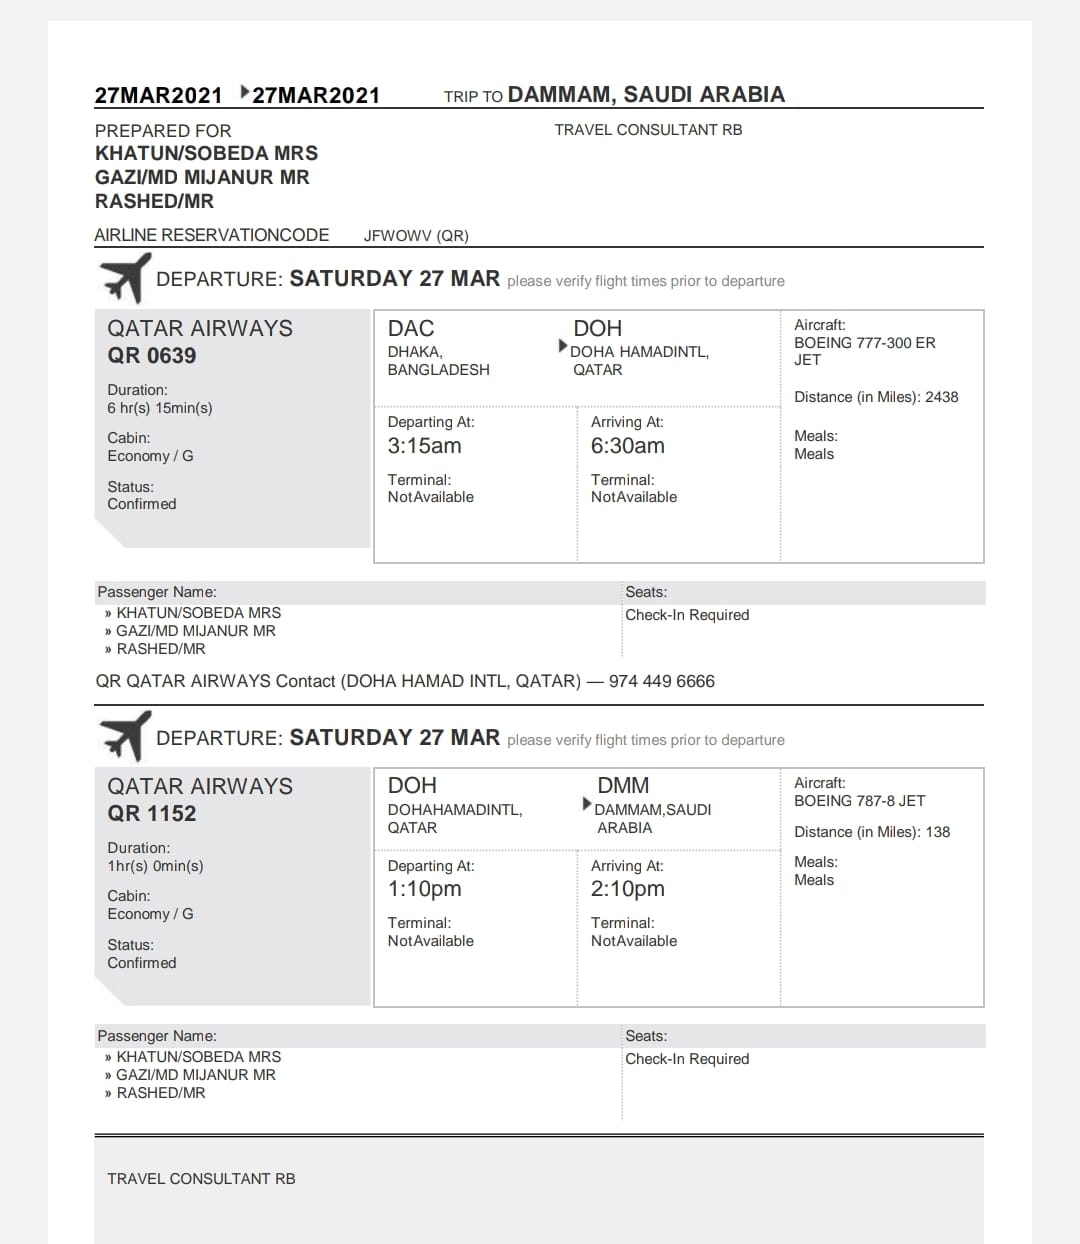 27MAR2021 27MAR2021 TRIP TO DAMMAM, SAUDI ARABIA
PREPARED FOR
KHATUN/SOBEDA MRS
GAZI/MD MIJANUR MR
RASHED/MR
TRAVEL CONSULTANT RB
AIRLINE RESERVATIONCODE JFWOWV (QR)
DEPARTURE: SATURDAY 27 MAR please verify flight times prior to departure
QATAR AIRWAYS
QR 0639
Duration:
6 hr(s) 15min(s)
Cabin:
Economy / G
Status:
Confirmed
DAC
DHAKA,
BANGLADESH
DOH
DOHA HAMADINTL,
QATAR
Departing At:
3:15am
Terminal:
NotAvailable
Arriving At:
6:30am
Terminal:
NotAvailable
Aircraft:
BOEING 777-300 ER
JET
Distance (in Miles): 2438
Meals:
Meals
Passenger Name:
» KHATUN/SOBEDA MRS
» GAZI/MD MIJANUR MR
» RASHED/MR
Seats:
Check-In Required
QR QATAR AIRWAYS Contact (DOHA HAMAD INTL, QATAR) — 974 449 6666
DEPARTURE: SATURDAY 27 MAR please verify flight times prior to departure
QATAR AIRWAYS
QR 1152
Duration:
1hr(s) 0min(s)
Cabin:
Economy / G
Status:
Confirmed
DOH
DOHAHAMADINTL,
QATAR
DMM
DAMMAM,SAUDI
ARABIA
Departing At:
1:10pm
Terminal:
NotAvailable
Arriving At:
2:10pm
Terminal:
NotAvailable
Aircraft:
BOEING 787-8 JET
Distance (in Miles): 138
Meals:
Meals
Passenger Name:
» KHATUN/SOBEDA MRS
» GAZI/MD MIJANUR MR
» RASHED/MR
Seats:
Check-In Required
TRAVEL CONSULTANT RB